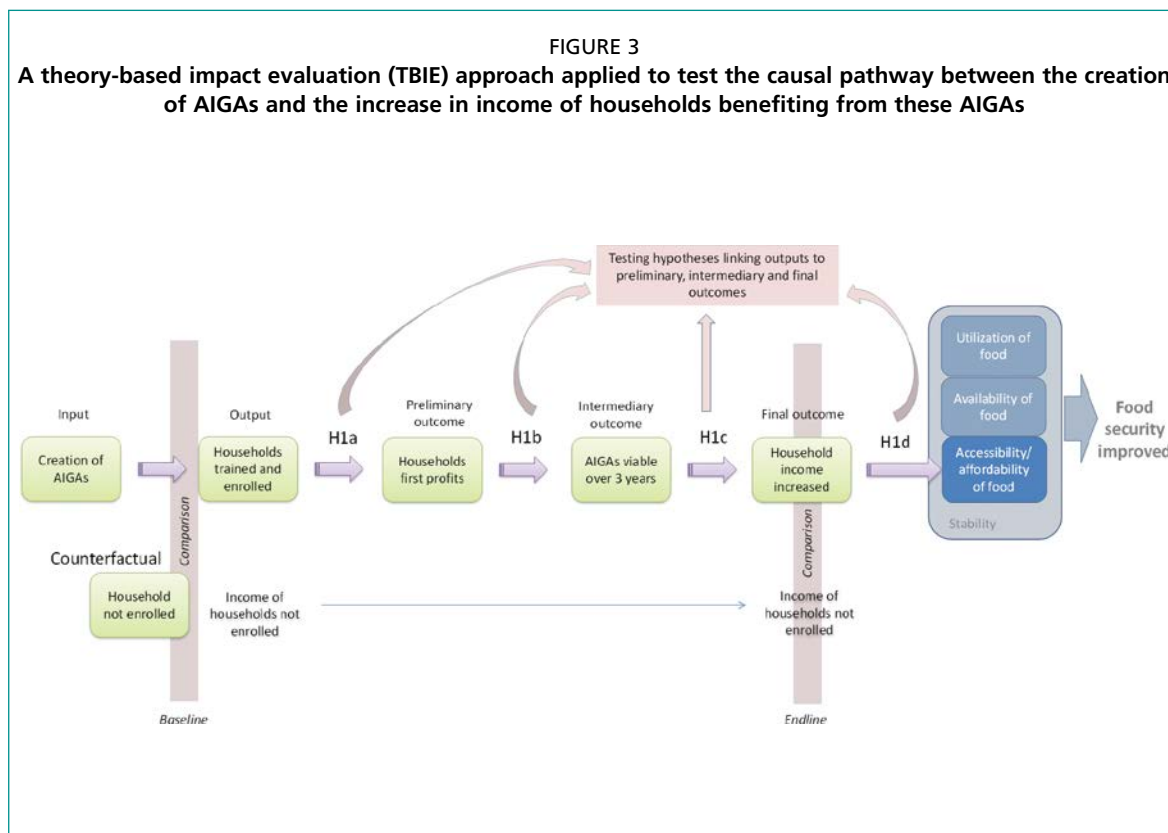 FIGURE 3
A theory-based impact evaluation (TBIE) approach applied to test the causal pathway between the creation
of AIGAs and the increase in income of households benefiting from these AIGAs
Testing hypotheses linking outputs to
preliminary, intermediary and final
outcomes
Input
Creation of
AIGAs
Comparison
Output
Households
trained and
enrolled
H1a
Preliminary
outcome
Households
first profits
H1b
Intermediary
outcome
AIGAs viable
over 3 years
H1c
Final outcome
Household
income
increased
H1d
Utilization of
food
Availability of
food
Accessibility/
affordability
of food
Stability
Food
security
improved
Counterfactual
Household
not enrolled
Income of
households not
enrolled
Comparison
Income of
households not
enrolled
Baseline
Endline